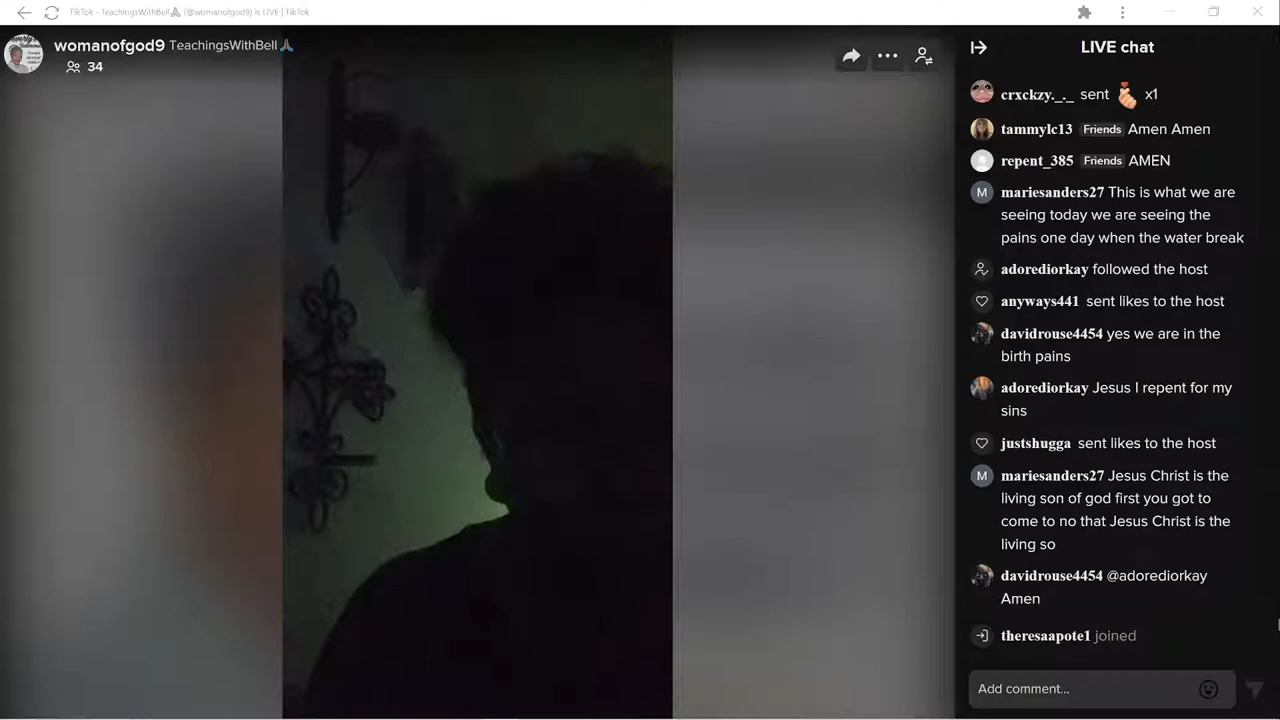 TikTok - TeachingsWithBell🙏 (@womanofgod9) is LIVE | TikTok
womanofgod9 TeachingsWithBell🙏
34
LIVE chat
crxckzy._._ sent x1
tammylc13 Friends Amen Amen
repent_385 Friends AMEN
mariesanders27 This is what we are
seeing today we are seeing the
pains one day when the water break
adorediorkay followed the host
anyways441 sent likes to the host
davidrouse4454 yes we are in the
birth pains
adorediorkay Jesus I repent for my
sins
justshugga sent likes to the host
M mariesanders27 Jesus Christ is the
living son of god first you got to
come to no that Jesus Christ is the
living so
davidrouse4454 @adorediorkay
Amen
theresaapote1 joined
Add comment...